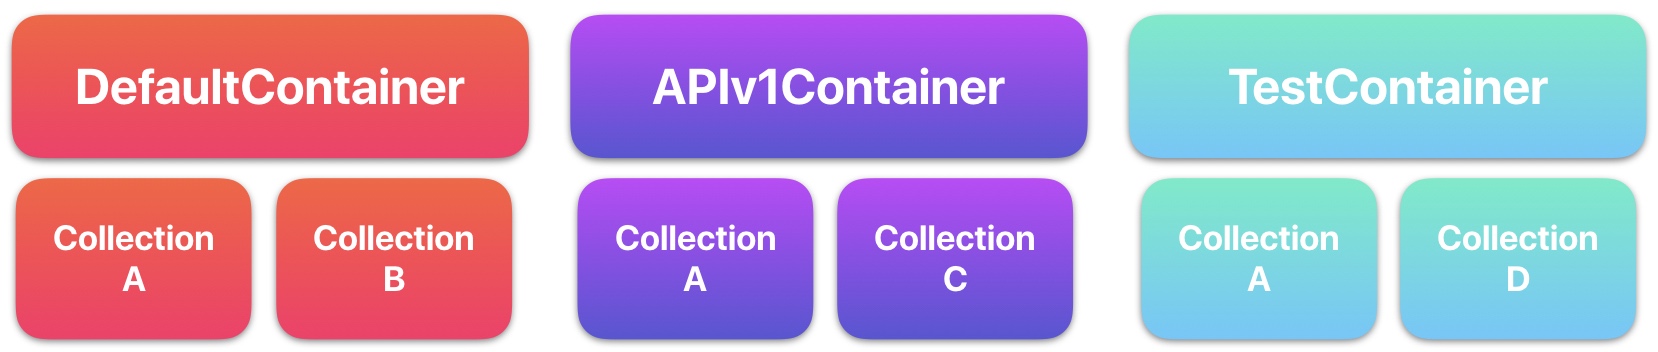 DefaultContainer
APIv1Container
TestContainer
Collection
A
Collection
B
Collection
A
Collection
C
Collection
A
Collection
D